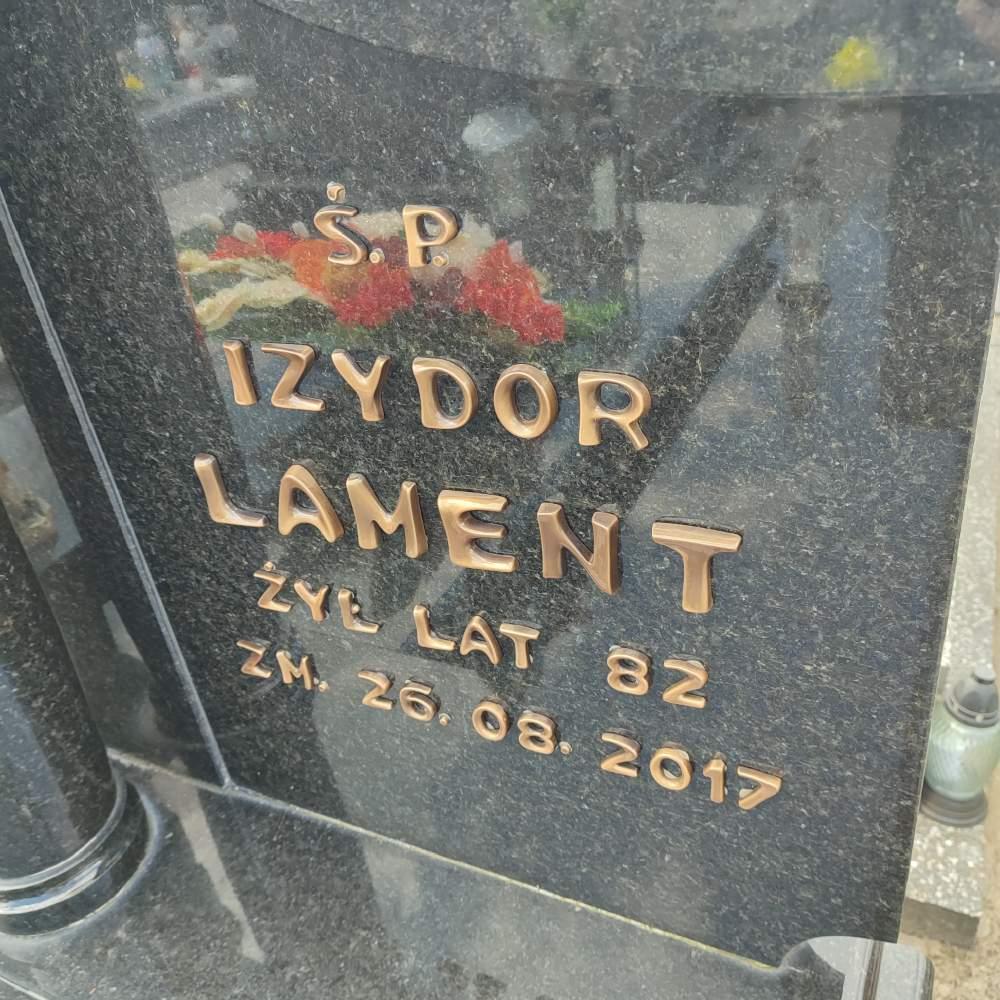 Ś.P.
IZYDOR
LAMENT
ŻYŁ LAT 82
ZM. 26.08.2017